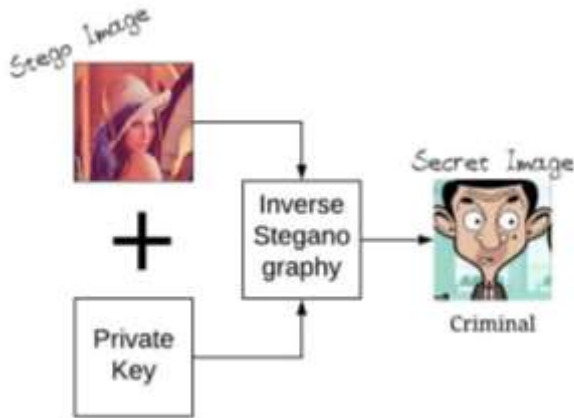 Stego Image
Secret Image
Inverse
Stegano
graphy
Private
Key
Criminal